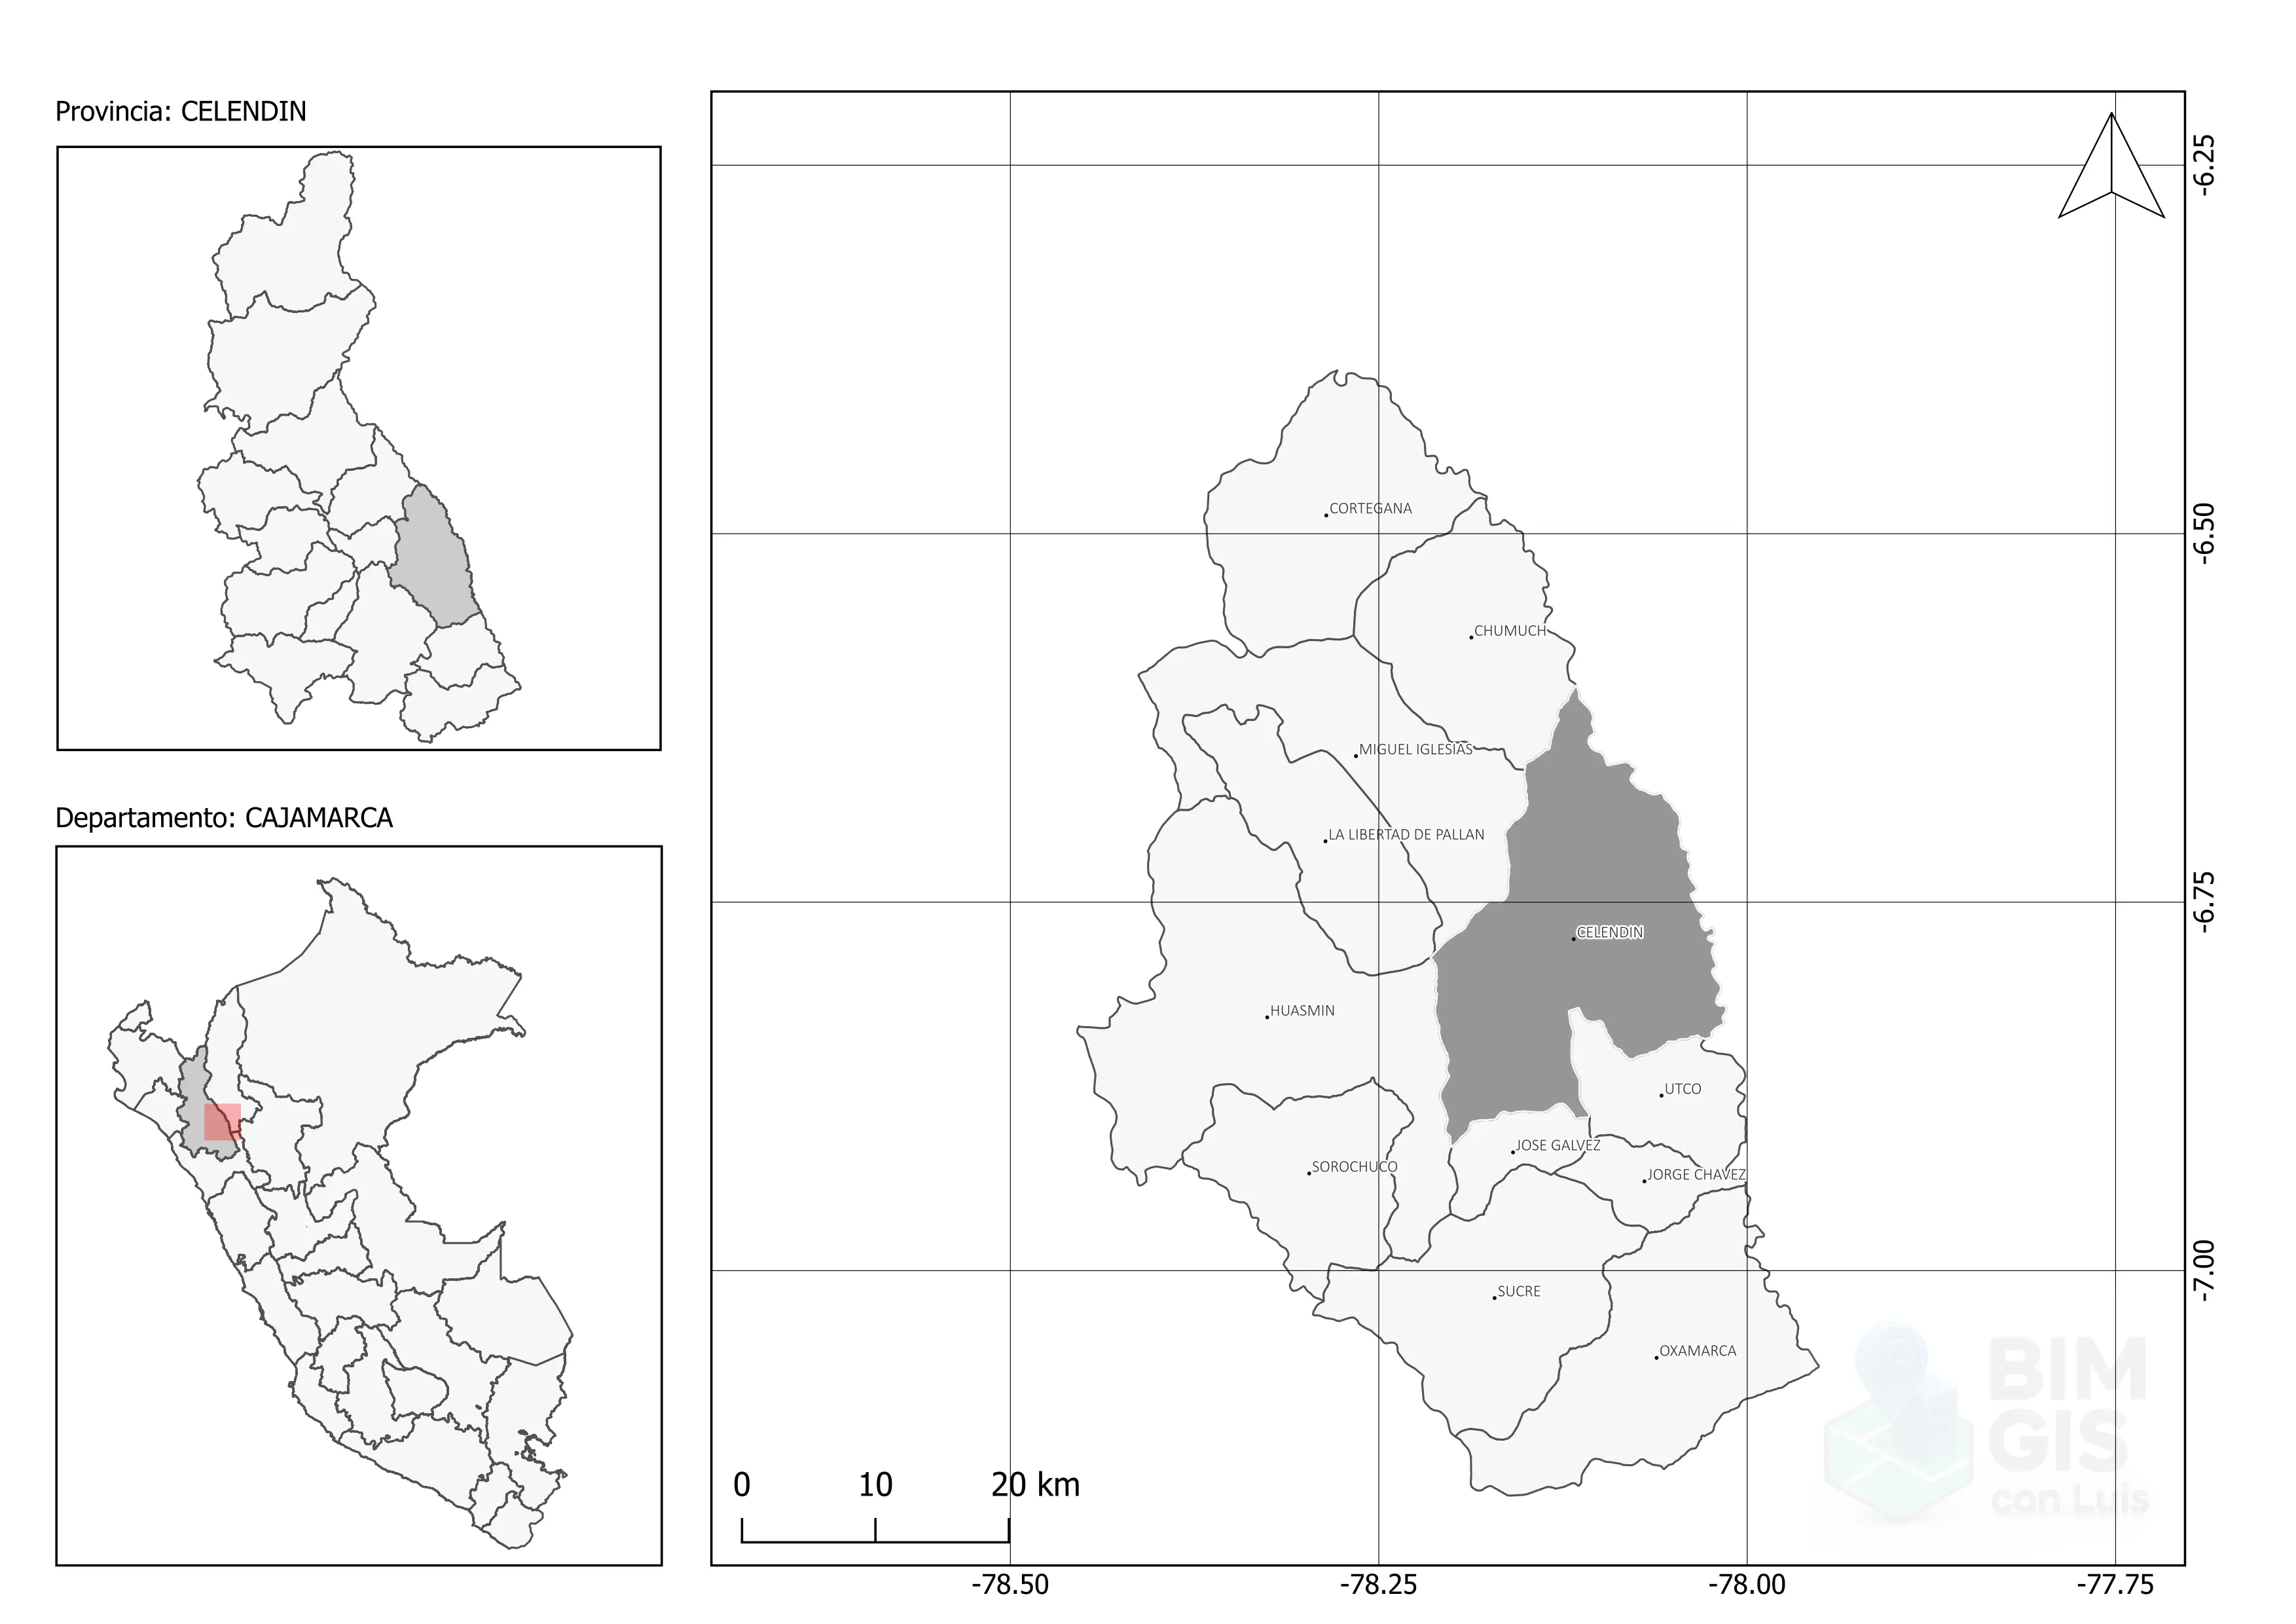 Provincia: CELENDIN
Departamento: CAJAMARCA
CORTEGANA
CHUMUCH
MIGUEL IGLESIAS
LA LIBERTAD DE PALLAN
CELENDIN
HUASMIN
UTCO
JOSE GALVEZ
SOROCHUCO
JORGE CHAVEZ
SUCRE
OXAMARCA
-6.25
-6.50
-6.75
-7.00
BIM
GIS
con Luis
0 10 20 km
-78.50 -78.25 -78.00 -77.75